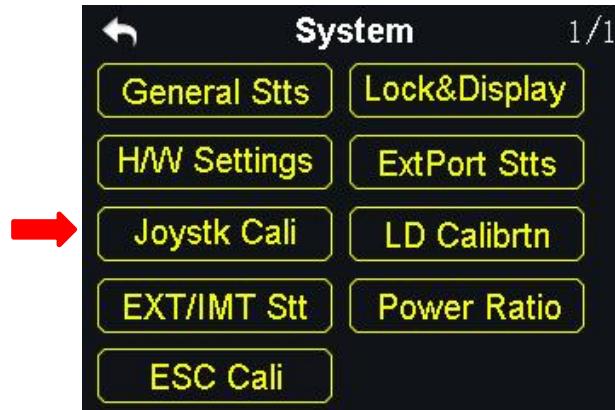 System 1/1
General Stts Lock&Display
H/W Settings ExtPort Stts
Joystk Cali LD Calibrtn
EXT/IMT Stt Power Ratio
ESC Cali